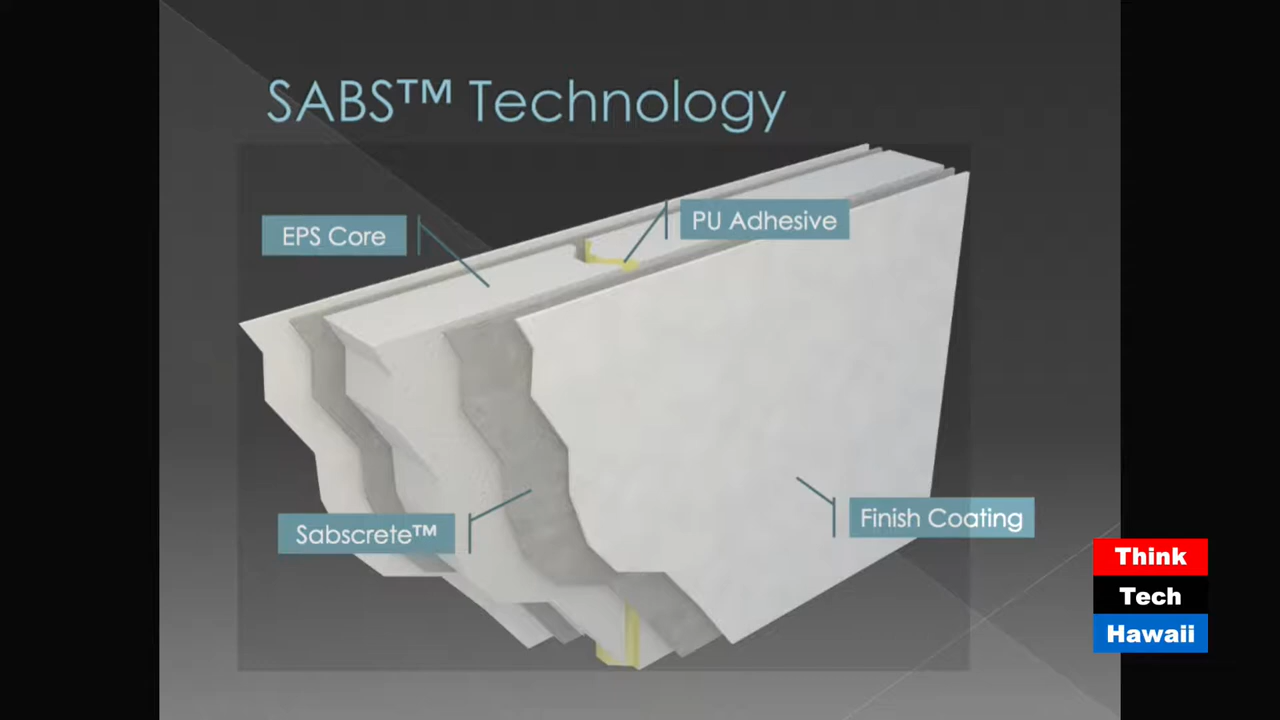 SABS™ Technology
EPS Core
PU Adhesive
Sabscrete™
Finish Coating
Think
Tech
Hawaii